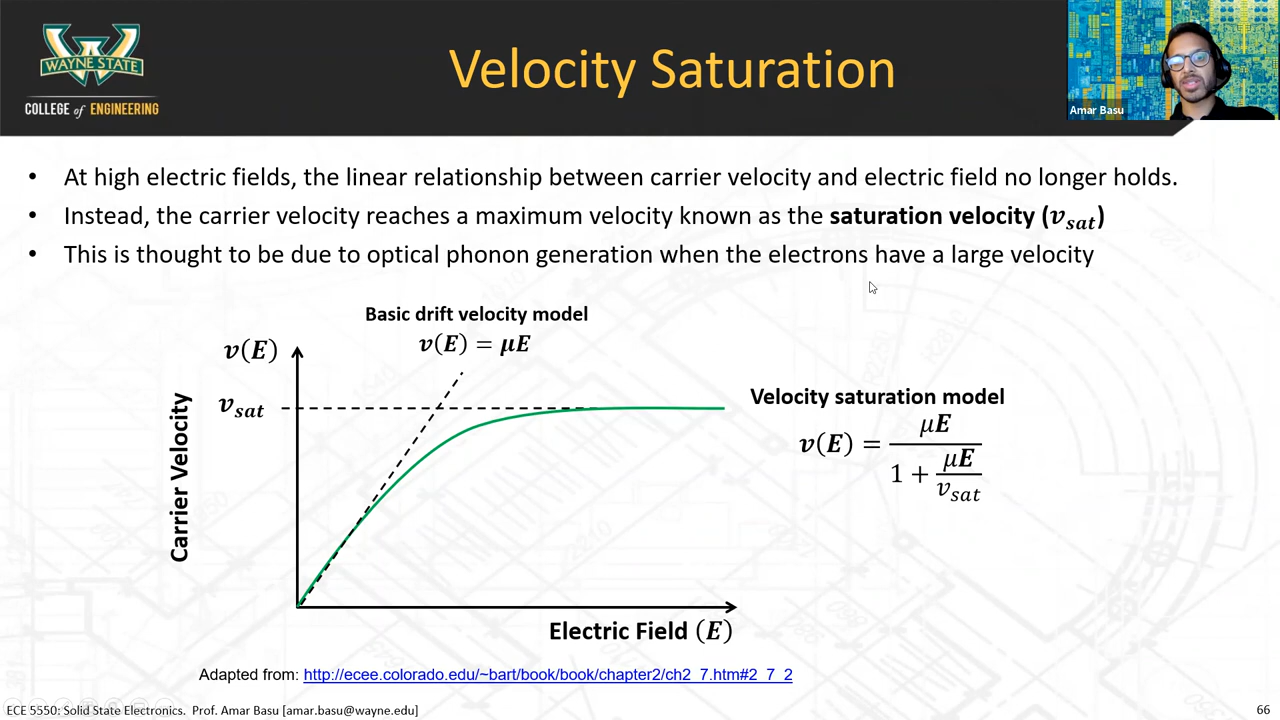 WAYNE STATE
COLLEGE of ENGINEERING
Velocity Saturation
Amar Basu
• At high electric fields, the linear relationship between carrier velocity and electric field no longer holds.
• Instead, the carrier velocity reaches a maximum velocity known as the saturation velocity (v_sat)
• This is thought to be due to optical phonon generation when the electrons have a large velocity
Basic drift velocity model
v(E) = μE
v(E)
v_sat
Carrier Velocity
Electric Field (E)
Velocity saturation model
v(E) = μE / (1 + μE / v_sat)
Adapted from: http://ecee.colorado.edu/~bart/book/book/chapter2/ch2_7.htm#2_7_2
ECE 5550: Solid State Electronics. Prof. Amar Basu [amar.basu@wayne.edu]
66